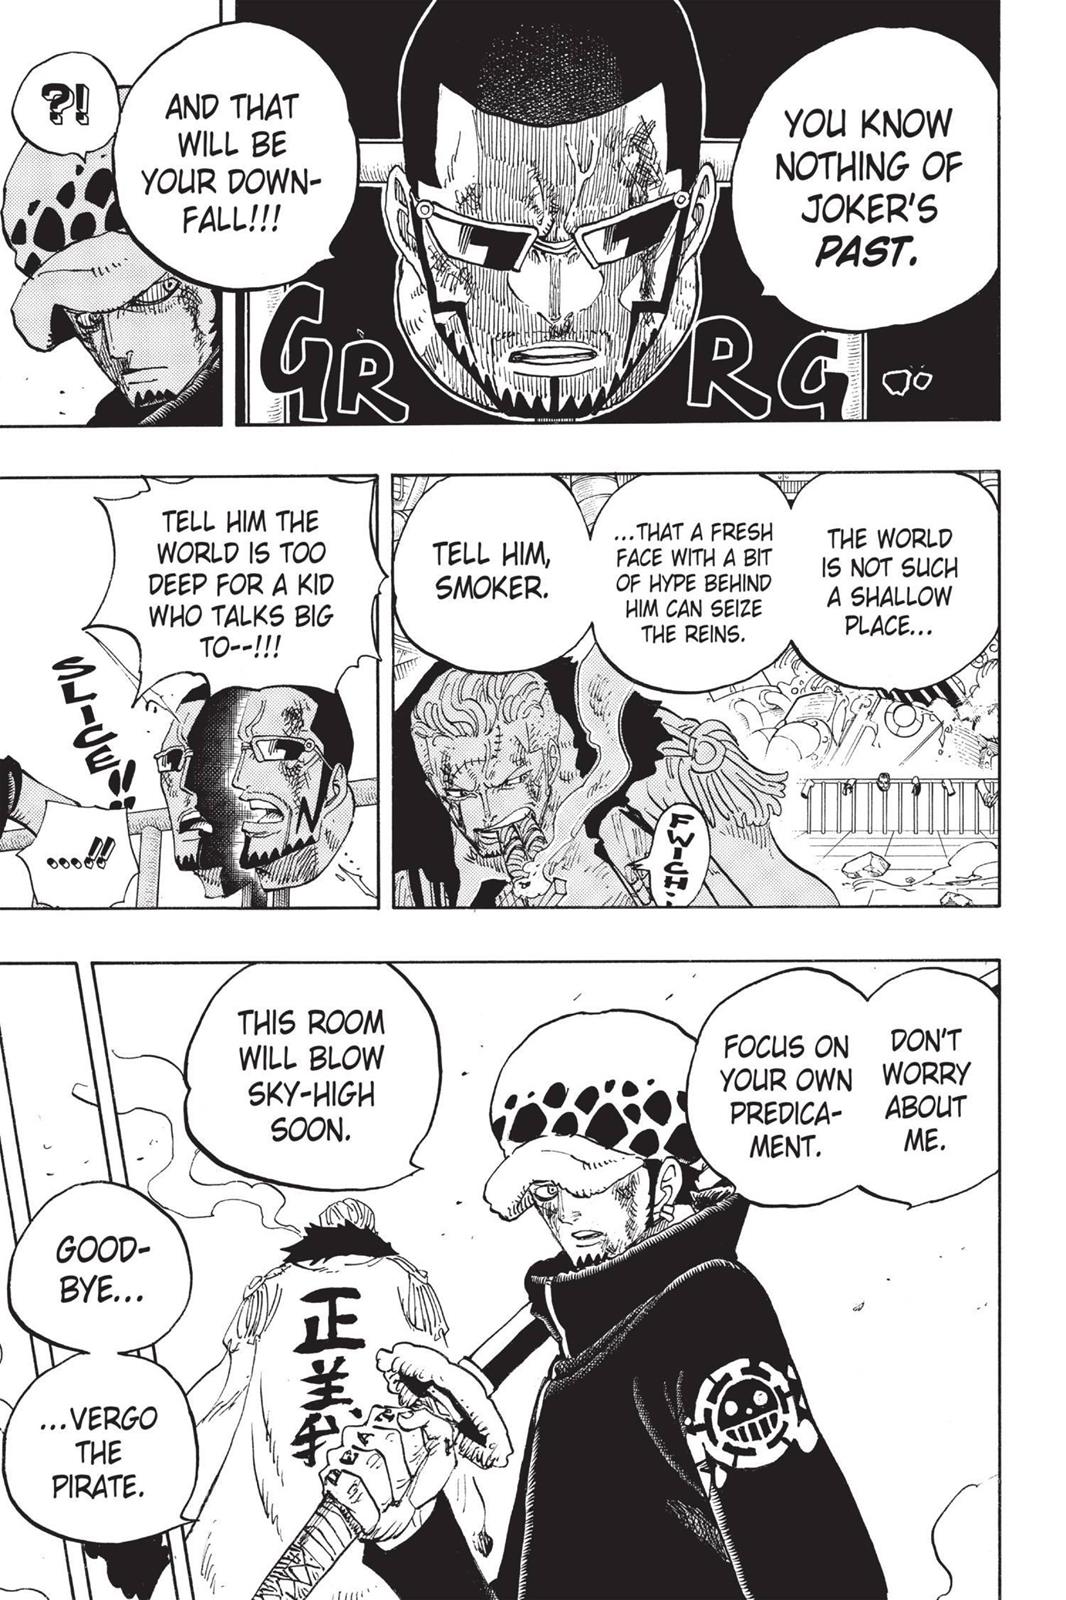 YOU KNOW
NOTHING OF
JOKER'S
PAST.
AND THAT
WILL BE
YOUR DOWN-
FALL!!!
GRRRG
?!
THE WORLD
IS NOT SUCH
A SHALLOW
PLACE...
...THAT A FRESH
FACE WITH A BIT
OF HYPE BEHIND
HIM CAN SEIZE
THE REINS.
TELL HIM,
SMOKER.
FWICH..
TELL HIM THE
WORLD IS TOO
DEEP FOR A KID
WHO TALKS BIG
TO--!!!
SLICE!!
....!!
DON'T
WORRY
ABOUT
ME.
FOCUS ON
YOUR OWN
PREDICA-
MENT.
THIS ROOM
WILL BLOW
SKY-HIGH
SOON.
正義
DEAT
GOOD-
BYE...
...VERGO
THE
PIRATE.